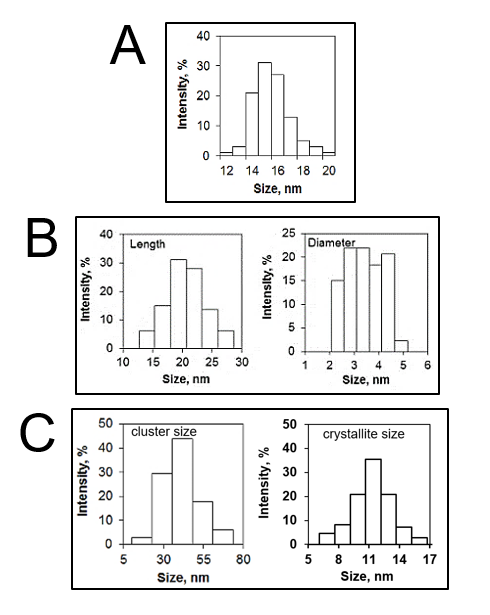 A
Intensity, %
40
30
20
10
0
12 14 16 18 20
Size, nm
B
Intensity, %
40
30
20
10
0
Length
10 15 20 25 30
Size, nm
Intensity, %
25
20
15
10
5
0
Diameter
1 2 3 4 5 6
Size, nm
C
Intensity, %
50
40
30
20
10
0
cluster size
5 30 55 80
Size, nm
Intensity, %
50
40
30
20
10
0
crystallite size
5 8 11 14 17
Size, nm